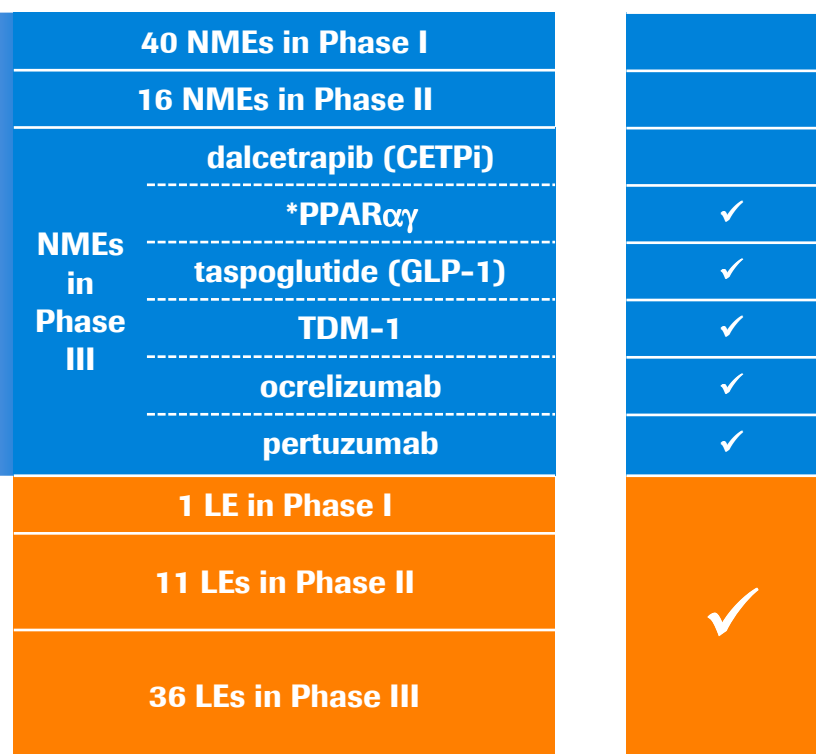 40 NMEs in Phase I
16 NMEs in Phase II
NMEs
in
Phase
III
dalcetrapib (CETPi)
*PPARαγ
✓
taspoglutide (GLP-1)
✓
TDM-1
✓
ocrelizumab
✓
pertuzumab
✓
1 LE in Phase I
11 LEs in Phase II
✓
36 LEs in Phase III